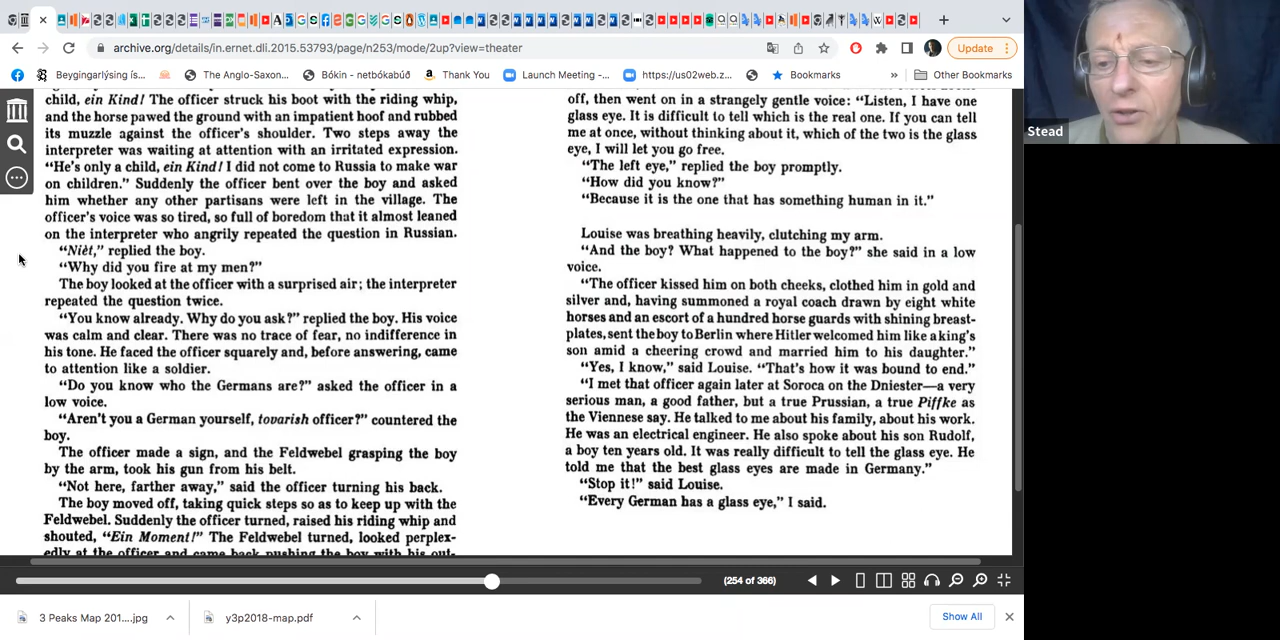 archive.org/details/in.ernet.dli.2015.53793/page/n253/mode/2up?view=theater
Update
Beygingarlýsing ís...
The Anglo-Saxon...
Bókin - netbókabúð
Thank You
Launch Meeting -...
https://us02web.z...
Bookmarks
»
Other Bookmarks
child, ein Kind! The officer struck his boot with the riding whip,
and the horse pawed the ground with an impatient hoof and rubbed
its muzzle against the officer's shoulder. Two steps away the
interpreter was waiting at attention with an irritated expression.
“He's only a child, ein Kind! I did not come to Russia to make war
on children.” Suddenly the officer bent over the boy and asked
him whether any other partisans were left in the village. The
officer's voice was so tired, so full of boredom that it almost leaned
on the interpreter who angrily repeated the question in Russian.
“Nièt,” replied the boy.
“Why did you fire at my men?”
The boy looked at the officer with a surprised air; the interpreter
repeated the question twice.
“You know already. Why do you ask?” replied the boy. His voice
was calm and clear. There was no trace of fear, no indifference in
his tone. He faced the officer squarely and, before answering, came
to attention like a soldier.
“Do you know who the Germans are?” asked the officer in a
low voice.
“Aren't you a German yourself, tovarish officer?” countered the
boy.
The officer made a sign, and the Feldwebel grasping the boy
by the arm, took his gun from his belt.
“Not here, farther away,” said the officer turning his back.
The boy moved off, taking quick steps so as to keep up with the
Feldwebel. Suddenly the officer turned, raised his riding whip and
shouted, “Ein Moment!” The Feldwebel turned, looked perplex-
edly at the officer and came back pushing the boy with his out-
off, then went on in a strangely gentle voice: “Listen, I have one
glass eye. It is difficult to tell which is the real one. If you can tell
me at once, without thinking about it, which of the two is the glass
eye, I will let you go free.
“The left eye,” replied the boy promptly.
“How did you know?”
“Because it is the one that has something human in it.”
Louise was breathing heavily, clutching my arm.
“And the boy? What happened to the boy?” she said in a low
voice.
“The officer kissed him on both cheeks, clothed him in gold and
silver and, having summoned a royal coach drawn by eight white
horses and an escort of a hundred horse guards with shining breast-
plates, sent the boy to Berlin where Hitler welcomed him like a king's
son amid a cheering crowd and married him to his daughter.”
“Yes, I know,” said Louise. “That's how it was bound to end.”
“I met that officer again later at Soroca on the Dniester—a very
serious man, a good father, but a true Prussian, a true Piffke as
the Viennese say. He talked to me about his family, about his work.
He was an electrical engineer. He also spoke about his son Rudolf,
a boy ten years old. It was really difficult to tell the glass eye. He
told me that the best glass eyes are made in Germany.”
“Stop it!” said Louise.
“Every German has a glass eye,” I said.
Stead
(254 of 366)
3 Peaks Map 201....jpg
y3p2018-map.pdf
Show All